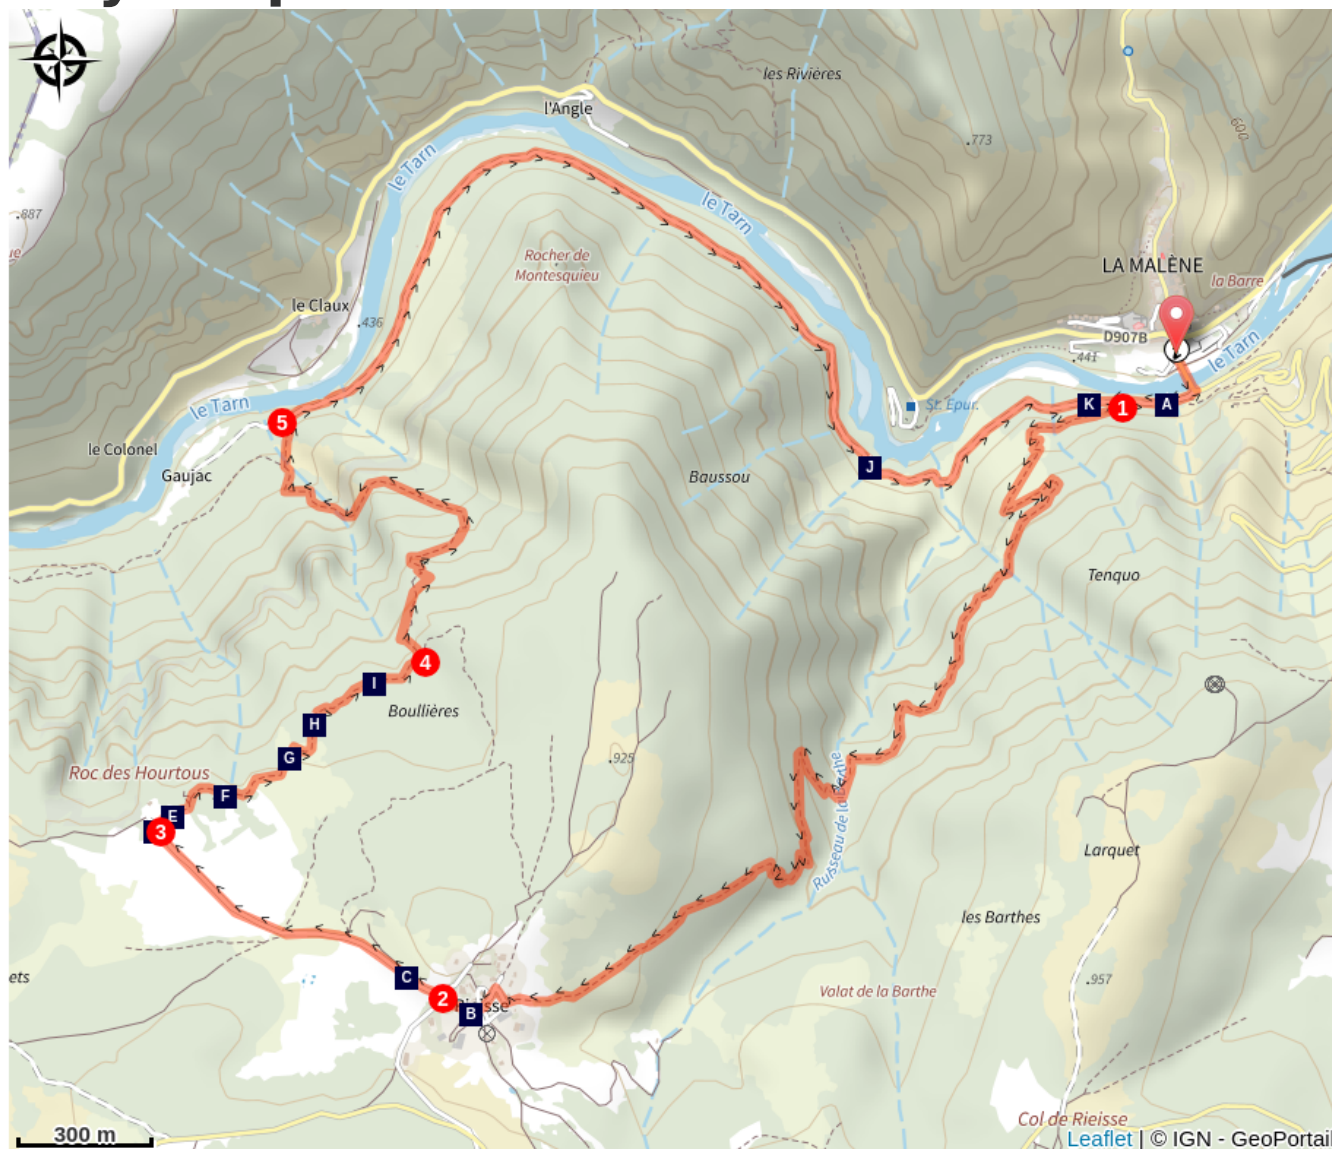 les Rivières
l'Angle
.773
600
le Tarn
le Tarn
.887
Rocher de
Montesquieu
LA MALÈNE
la Barre
le Claux
.436
D907B
.441
le Tarn
le Tarn
St. Epur.
K
1
A
5
le Colonel
Gaujac
J
Baussou
Tenquo
4
I
Boullières
H
G
.925
Roc des Hourtous
F
E
3
Ruisseau de la Barthe
Larquet
les Barthes
ets
C
.957
2
B
Rieisse
Valat de la Barthe
Col de Rieisse
300 m
Leaflet | © IGN - GeoPortail